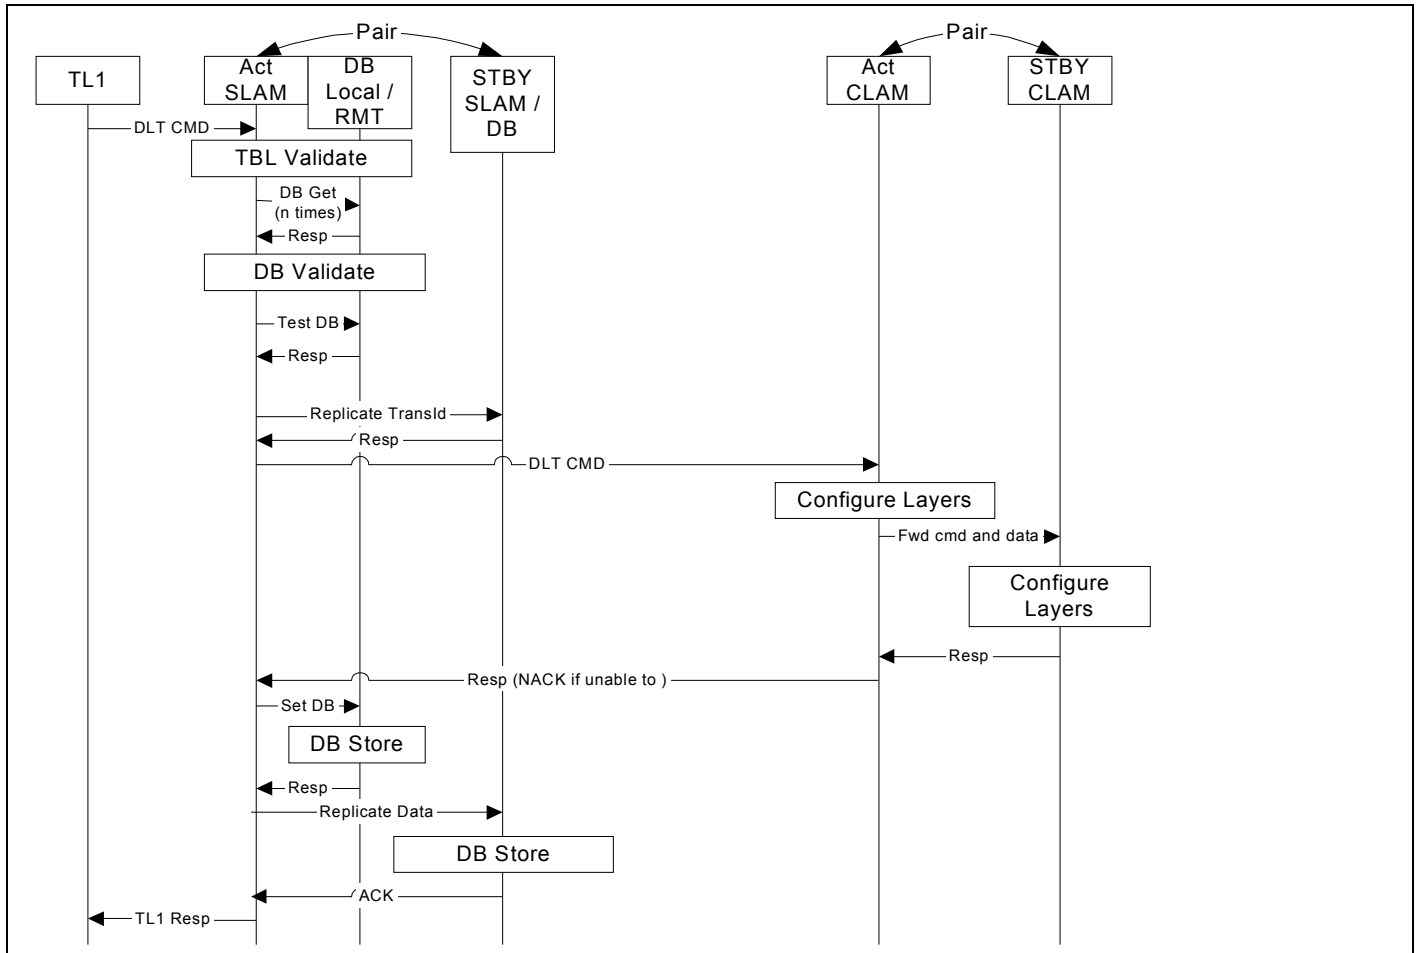 Pair
Pair
TL1
Act
SLAM
DB
Local /
RMT
STBY
SLAM /
DB
Act
CLAM
STBY
CLAM
DLT CMD
TBL Validate
DB Get
(n times)
Resp
DB Validate
Test DB
Resp
Replicate TransId
Resp
DLT CMD
Configure Layers
Fwd cmd and data
Configure
Layers
Resp
Resp (NACK if unable to )
Set DB
DB Store
Resp
Replicate Data
DB Store
ACK
TL1 Resp